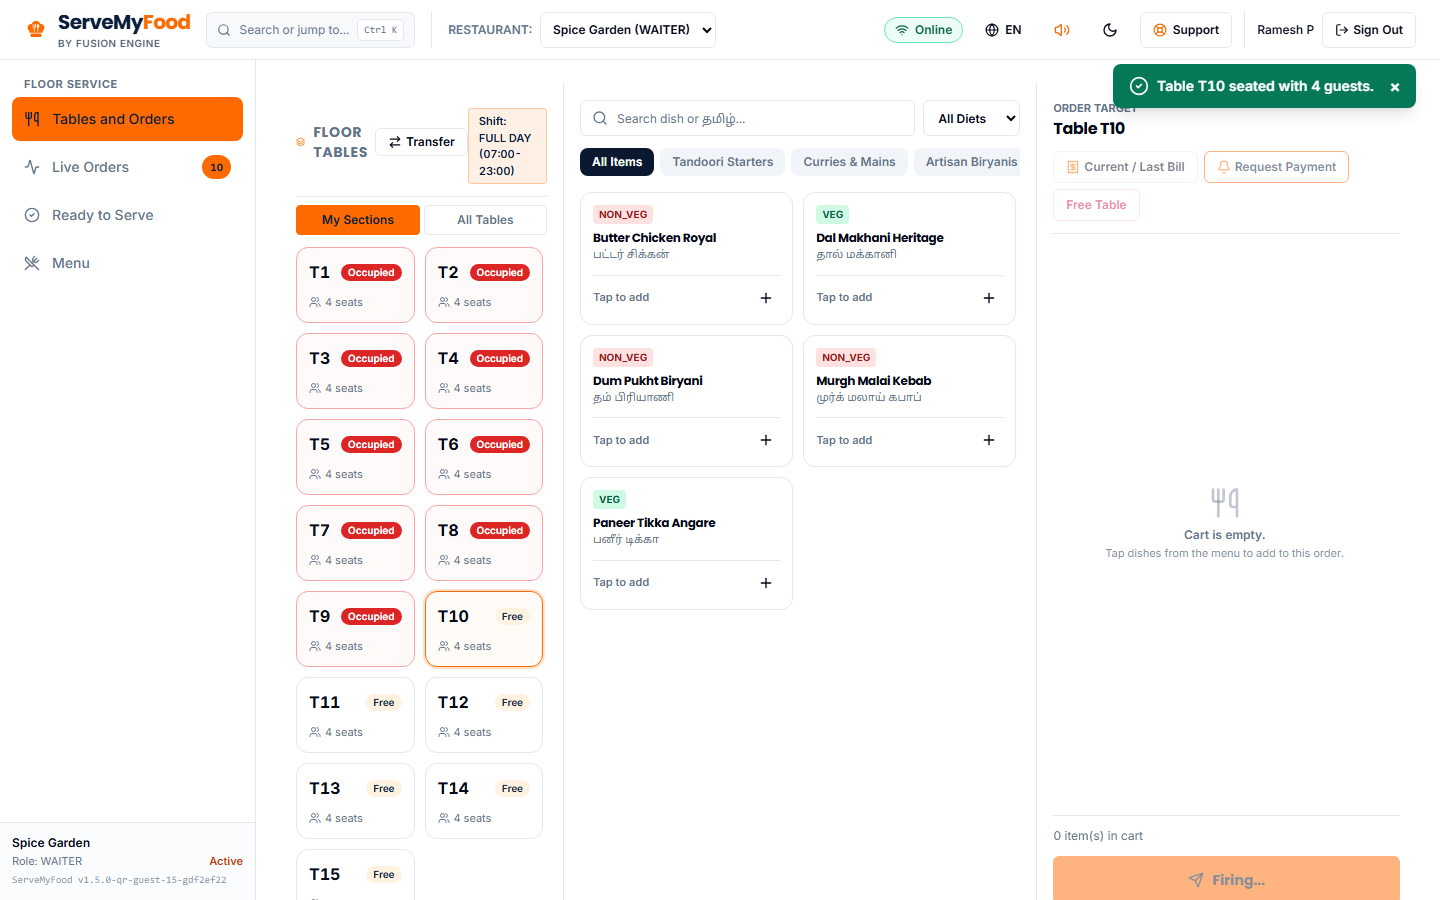 ServeMyFood
BY FUSION ENGINE
Search or jump to... Ctrl K
RESTAURANT: Spice Garden (WAITER)
Online
EN
Support
Ramesh P
Sign Out
FLOOR SERVICE
Tables and Orders
Live Orders 10
Ready to Serve
Menu
Spice Garden
Role: WAITER Active
ServeMyFood v1.5.0-qr-guest-15-gdf2ef22
FLOOR TABLES
Transfer
Shift:
FULL DAY
(07:00-
23:00)
My Sections All Tables
T1 Occupied
4 seats
T2 Occupied
4 seats
T3 Occupied
4 seats
T4 Occupied
4 seats
T5 Occupied
4 seats
T6 Occupied
4 seats
T7 Occupied
4 seats
T8 Occupied
4 seats
T9 Occupied
4 seats
T10 Free
4 seats
T11 Free
4 seats
T12 Free
4 seats
T13 Free
4 seats
T14 Free
4 seats
T15 Free
Search dish or தமிழ்...
All Diets
All Items Tandoori Starters Curries & Mains Artisan Biryanis
NON_VEG
Butter Chicken Royal
பட்டர் சிக்கன்
Tap to add
VEG
Dal Makhani Heritage
தால் மக்கானி
Tap to add
NON_VEG
Dum Pukht Biryani
தம் பிரியாணி
Tap to add
NON_VEG
Murgh Malai Kebab
முர்க் மலாய் கபாப்
Tap to add
VEG
Paneer Tikka Angare
பனீர் டிக்கா
Tap to add
Table T10 seated with 4 guests. ×
ORDER TARGET
Table T10
Current / Last Bill
Request Payment
Free Table
Cart is empty.
Tap dishes from the menu to add to this order.
0 item(s) in cart
Firing...